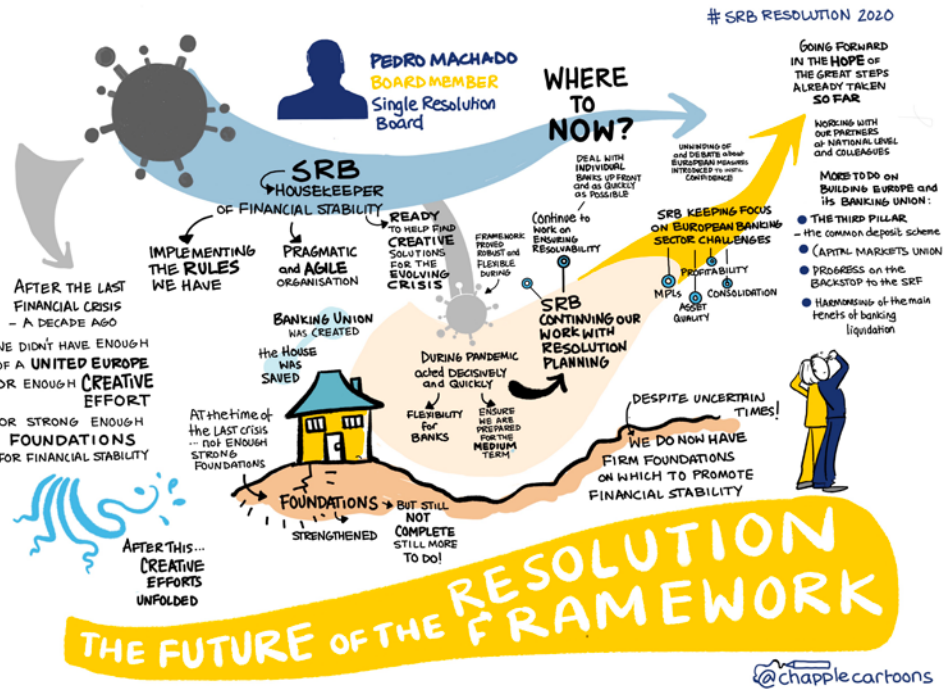 # SRB RESOLUTION 2020
PEDRO MACHADO
BOARD MEMBER
Single Resolution
Board
WHERE
TO
NOW?
GOING FORWARD
IN THE HOPE OF
THE GREAT STEPS
ALREADY TAKEN
SO FAR
WORKING WITH
OUR PARTNERS
at NATIONAL LEVEL
and COLLEAGUES
MORE TO DO ON
BUILDING EUROPE and
its BANKING UNION:
THE THIRD PILLAR
- the common deposit scheme
CAPITAL MARKETS UNION
PROGRESS on the
BACKSTOP to the SRF
HARMONISING of the main
tenets of banking
liquidation
DEAL WITH
INDIVIDUAL
BANKS UP FRONT
and AS QUICKLY
AS POSSIBLE
UNWINDING OF
and DEBATE about
EUROPEAN MEASURES
INTRODUCED to INSTIL
CONFIDENCE
SRB
HOUSEKEEPER
OF FINANCIAL STABILITY
IMPLEMENTING
THE RULES
WE HAVE
PRAGMATIC
and AGILE
ORGANISATION
READY
TO HELP FIND
CREATIVE
SOLUTIONS
FOR THE
EVOLVING
CRISIS
FRAMEWORK
PROVED
ROBUST and
FLEXIBLE
DURING
Continue to
Work on
ENSURING
RESOLVABILITY
SRB KEEPING FOCUS
ON EUROPEAN BANKING
SECTOR CHALLENGES
MPLs
PROFITABILITY
ASSET
QUALITY
CONSOLIDATION
SRB
CONTINUING OUR
WORK WITH
RESOLUTION
PLANNING
AFTER THE LAST
FINANCIAL CRISIS
- A DECADE AGO
WE DIDN'T HAVE ENOUGH
OF A UNITED EUROPE
OR ENOUGH CREATIVE
EFFORT
OR STRONG ENOUGH
FOUNDATIONS
FOR FINANCIAL STABILITY
AFTER THIS...
CREATIVE
EFFORTS
UNFOLDED
BANKING UNION
WAS CREATED
the HOUSE
WAS
SAVED
At the time of
the LAST CRISIS
... not ENOUGH
STRONG
FOUNDATIONS
FOUNDATIONS
STRENGTHENED
BUT STILL
NOT
COMPLETE
STILL MORE
TO DO!
DURING PANDEMIC
acted DECISIVELY
and QUICKLY
FLEXIBILITY
for
BANKS
ENSURE
WE ARE
PREPARED
FOR THE
MEDIUM
TERM
DESPITE UNCERTAIN
TIMES!
WE DO NOW HAVE
FIRM FOUNDATIONS
ON WHICH TO PROMOTE
FINANCIAL STABILITY
THE FUTURE OF THE RESOLUTION
FRAMEWORK
@chapplecartoons